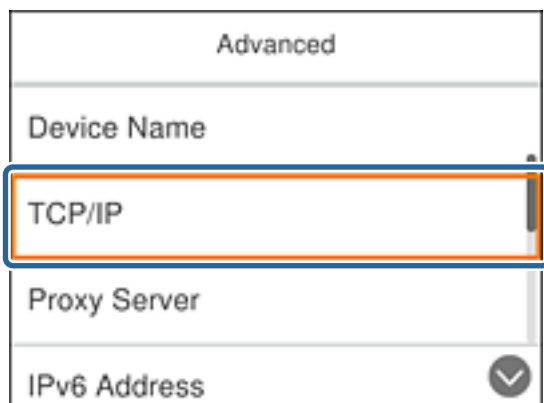 Advanced
Device Name
TCP/IP
Proxy Server
IPv6 Address